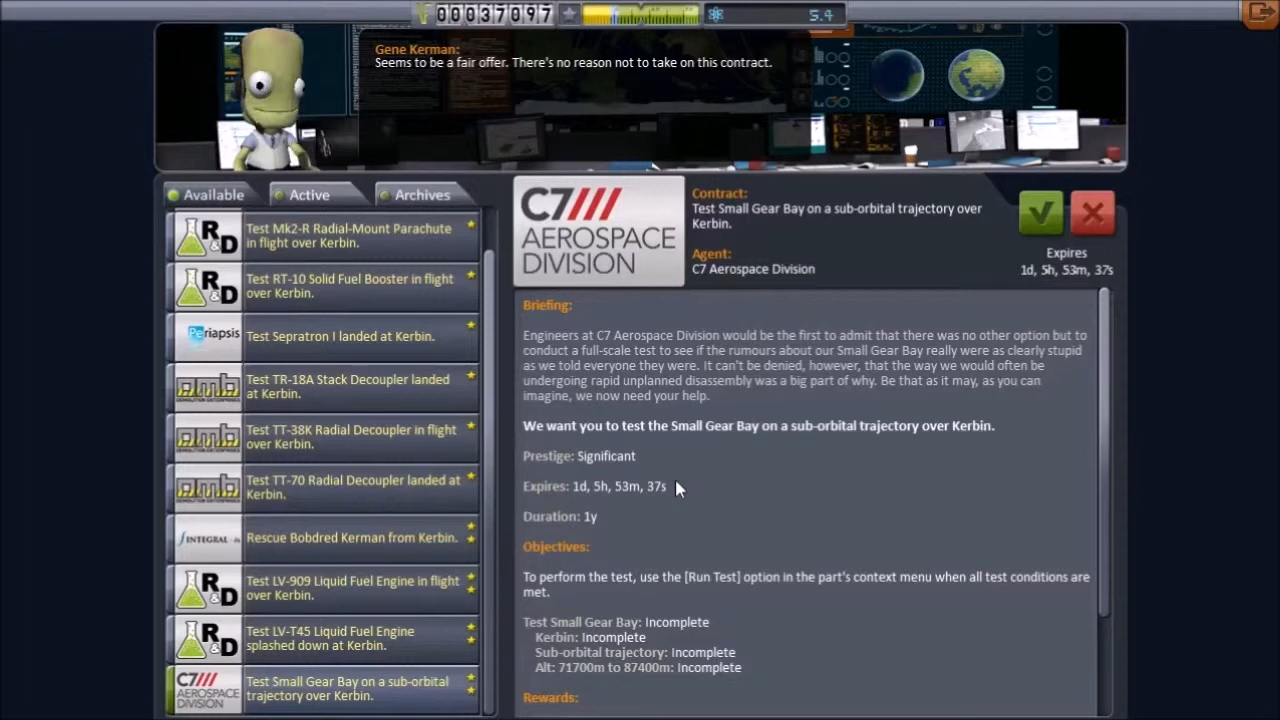 00037097
5.4
Gene Kerman:
Seems to be a fair offer. There's no reason not to take on this contract.
Available
Active
Archives
R&D
Test Mk2-R Radial-Mount Parachute
in flight over Kerbin.
R&D
Test RT-10 Solid Fuel Booster in flight
over Kerbin.
Periapsis
Test Sepratron I landed at Kerbin.
Test TR-18A Stack Decoupler landed
at Kerbin.
Test TT-38K Radial Decoupler in flight
over Kerbin.
Test TT-70 Radial Decoupler landed at
Kerbin.
INTEGRAL
Rescue Bobdred Kerman from Kerbin.
R&D
Test LV-909 Liquid Fuel Engine in flight
over Kerbin.
R&D
Test LV-T45 Liquid Fuel Engine
splashed down at Kerbin.
C7///
AEROSPACE
DIVISION
Test Small Gear Bay on a sub-orbital
trajectory over Kerbin.
C7///
AEROSPACE
DIVISION
Contract:
Test Small Gear Bay on a sub-orbital trajectory over
Kerbin.
Agent:
C7 Aerospace Division
Expires
1d, 5h, 53m, 37s
Briefing:
Engineers at C7 Aerospace Division would be the first to admit that there was no other option but to
conduct a full-scale test to see if the rumours about our Small Gear Bay really were as clearly stupid
as we told everyone they were. It can't be denied, however, that the way we would often be
undergoing rapid unplanned disassembly was a big part of why. Be that as it may, as you can
imagine, we now need your help.
We want you to test the Small Gear Bay on a sub-orbital trajectory over Kerbin.
Prestige: Significant
Expires: 1d, 5h, 53m, 37s
Duration: 1y
Objectives:
To perform the test, use the [Run Test] option in the part's context menu when all test conditions are
met.
Test Small Gear Bay: Incomplete
Kerbin: Incomplete
Sub-orbital trajectory: Incomplete
Alt: 71700m to 87400m: Incomplete
Rewards: